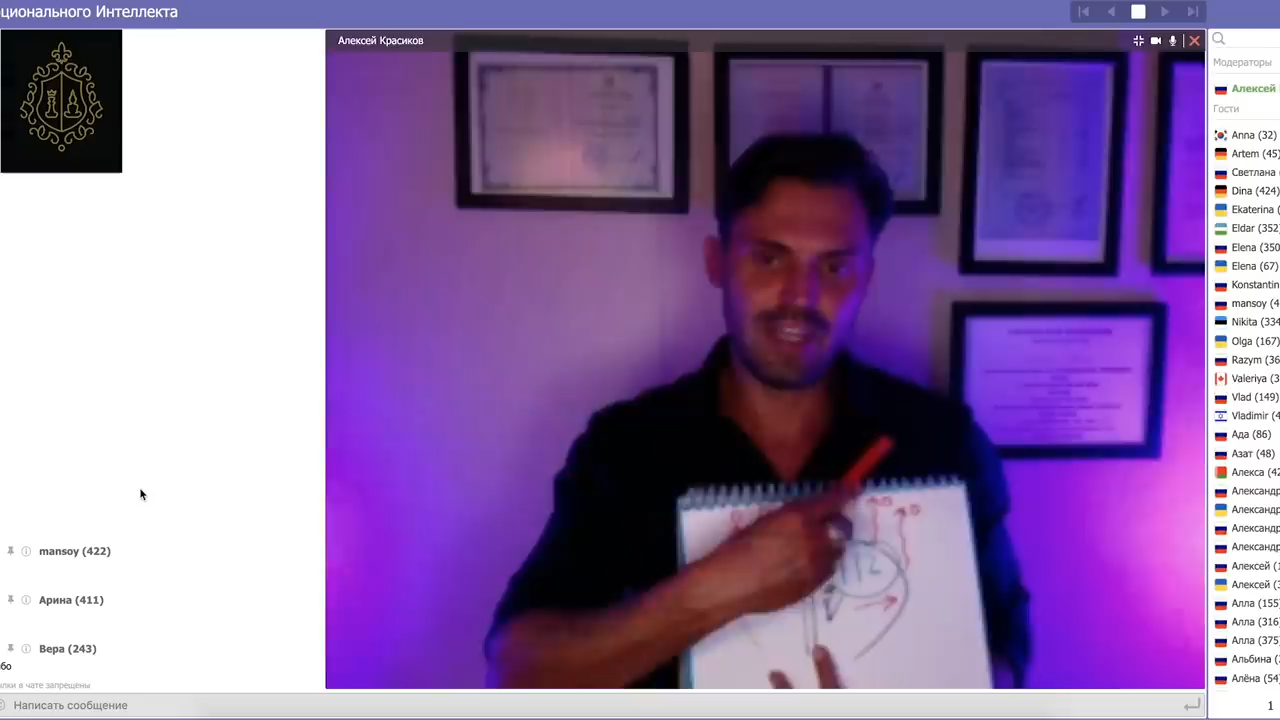 ционального Интеллекта
Алексей Красиков
mansoy (422)
Арина (411)
Вера (243)
бо
лки в чате запрещены
Написать сообщение
Модераторы
Алексей
Гости
Anna (32)
Artem (45)
Светлана (
Dina (424)
Ekaterina (
Eldar (352)
Elena (350
Elena (67)
Konstantin
mansoy (4
Nikita (334
Olga (167)
Razym (36
Valeriya (3
Vlad (149)
Vladimir (4
Ада (86)
Азат (48)
Алекса (42
Александр
Александр
Александр
Александр
Алексей (1
Алексей (3
Алла (155)
Алла (316)
Алла (375)
Альбина (2
Алёна (54)
1